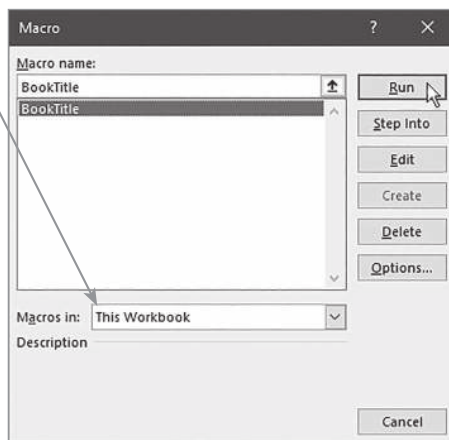 Macro ? ×
Macro name:
BookTitle
BookTitle
Run
Step Into
Edit
Create
Delete
Options...
Macros in: This Workbook
Description
Cancel